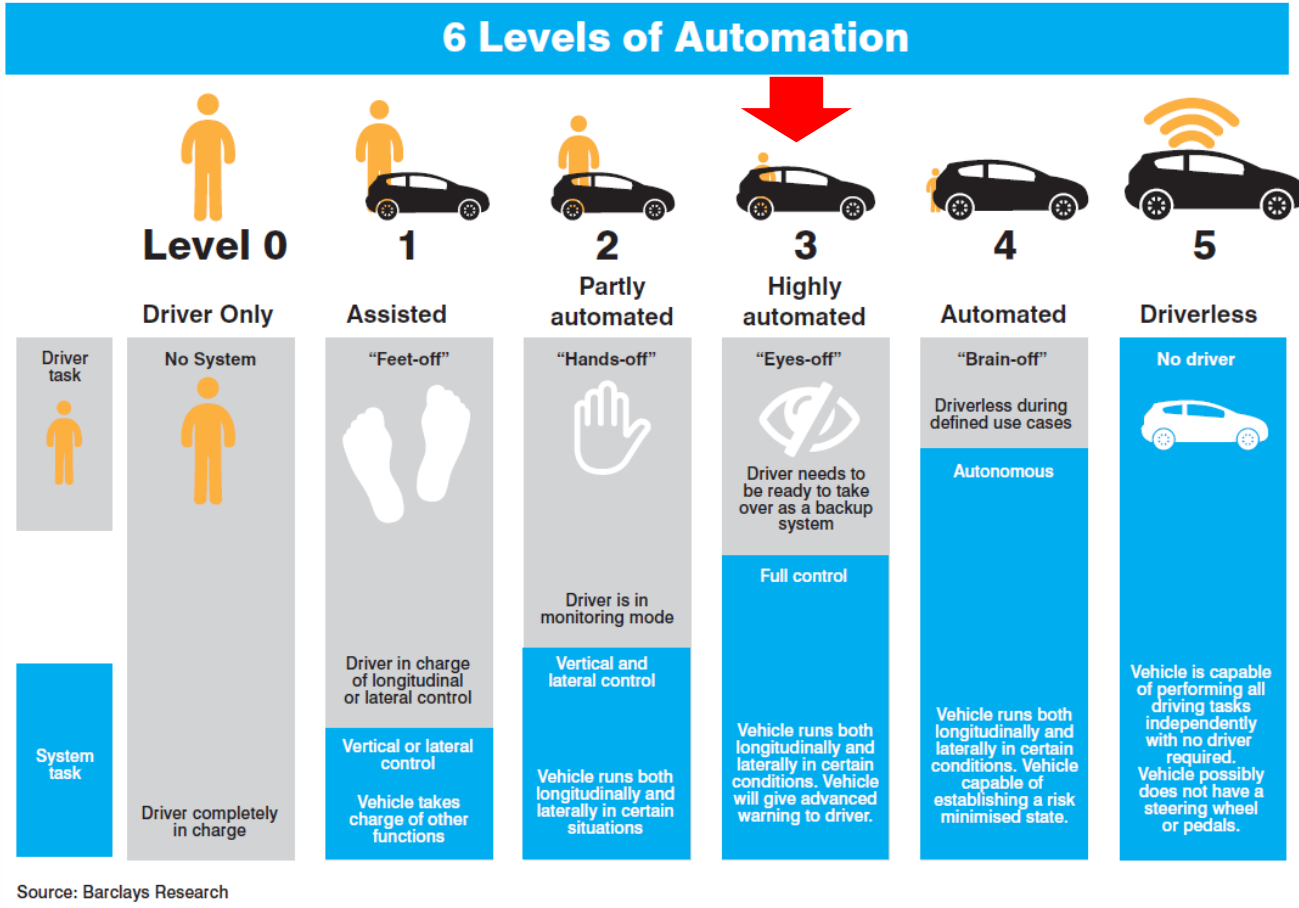 6 Levels of Automation
Level 0
1
2
3
4
5
Driver Only
Assisted
Partly
automated
Highly
automated
Automated
Driverless
Driver
task
No System
Driver completely
in charge
“Feet-off”
Driver in charge
of longitudinal
or lateral control
Vertical or lateral
control
Vehicle takes
charge of other
functions
“Hands-off”
Driver is in
monitoring mode
Vertical and
lateral control
Vehicle runs both
longitudinally and
laterally in certain
situations
“Eyes-off”
Driver needs to
be ready to take
over as a backup
system
Full control
Vehicle runs both
longitudinally and
laterally in certain
conditions. Vehicle
will give advanced
warning to driver.
“Brain-off”
Driverless during
defined use cases
Autonomous
Vehicle runs both
longitudinally and
laterally in certain
conditions. Vehicle
capable of
establishing a risk
minimised state.
No driver
Vehicle is capable
of performing all
driving tasks
independently
with no driver
required.
Vehicle possibly
does not have a
steering wheel
or pedals.
System
task
Source: Barclays Research